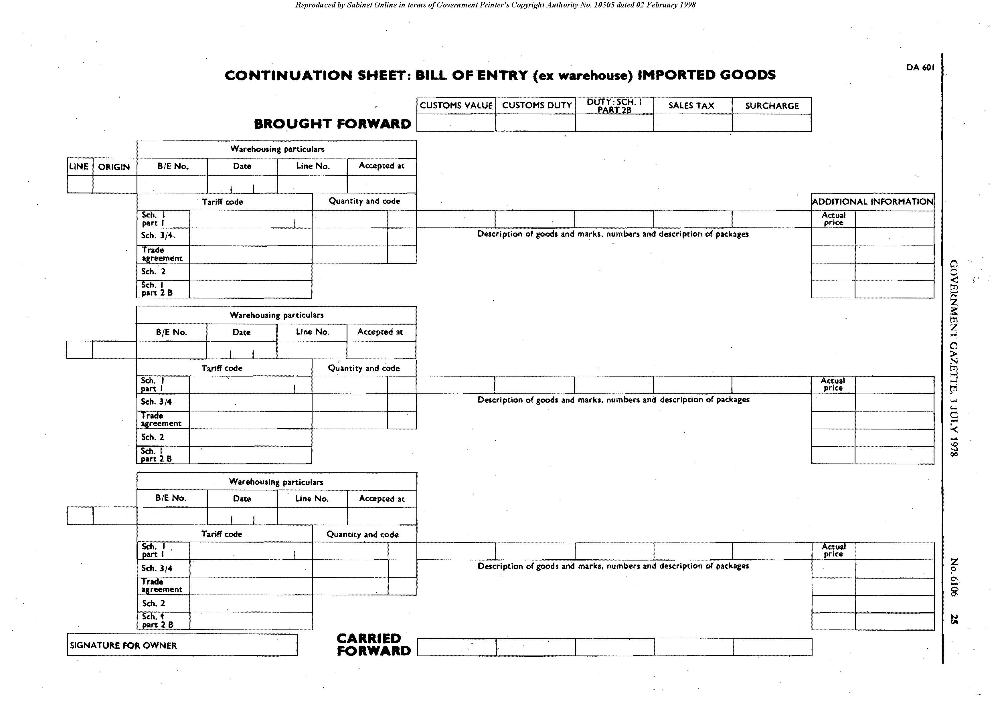 Reproduced by Sabinet Online in terms of Government Printer's Copyright Authority No. 10505 dated 02 February 1998
DA 601
CONTINUATION SHEET: BILL OF ENTRY (ex warehouse) IMPORTED GOODS
CUSTOMS VALUE CUSTOMS DUTY DUTY: SCH. 1 PART 2B SALES TAX SURCHARGE
BROUGHT FORWARD
Warehousing particulars
LINE ORIGIN B/E No. Date Line No. Accepted at
Tariff code Quantity and code ADDITIONAL INFORMATION
Sch. 1 part 1 Actual price
Sch. 3/4 Description of goods and marks, numbers and description of packages
Trade agreement
Sch. 2
Sch. 1 part 2 B
Warehousing particulars
B/E No. Date Line No. Accepted at
Tariff code Quantity and code
Sch. 1 part 1 Actual price
Sch. 3/4 Description of goods and marks, numbers and description of packages
Trade agreement
Sch. 2
Sch. 1 part 2 B
Warehousing particulars
B/E No. Date Line No. Accepted at
Tariff code Quantity and code
Sch. 1 part 1 Actual price
Sch. 3/4 Description of goods and marks, numbers and description of packages
Trade agreement
Sch. 2
Sch. 1 part 2 B
SIGNATURE FOR OWNER
CARRIED FORWARD
GOVERNMENT GAZETTE, 3 JULY 1978 No. 6106 25